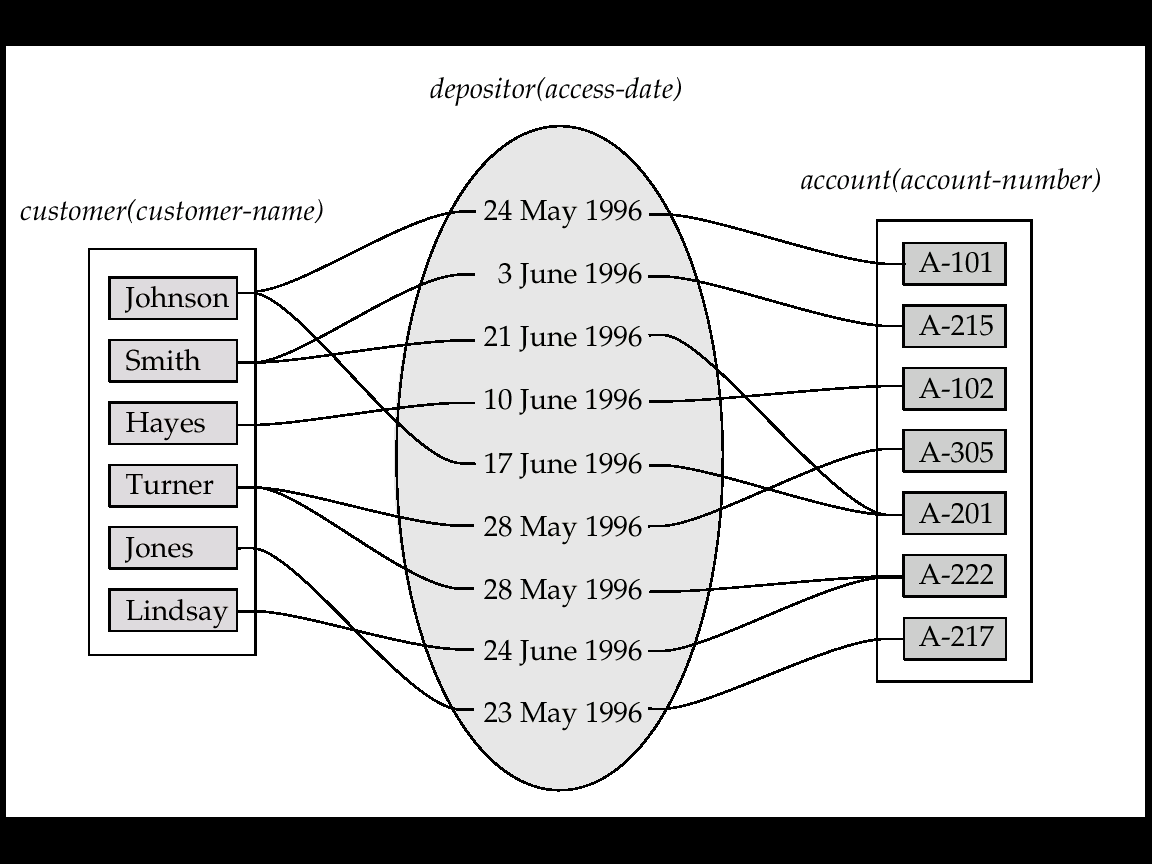 depositor(access-date)
customer(customer-name)
account(account-number)
Johnson
Smith
Hayes
Turner
Jones
Lindsay
24 May 1996
3 June 1996
21 June 1996
10 June 1996
17 June 1996
28 May 1996
28 May 1996
24 June 1996
23 May 1996
A-101
A-215
A-102
A-305
A-201
A-222
A-217